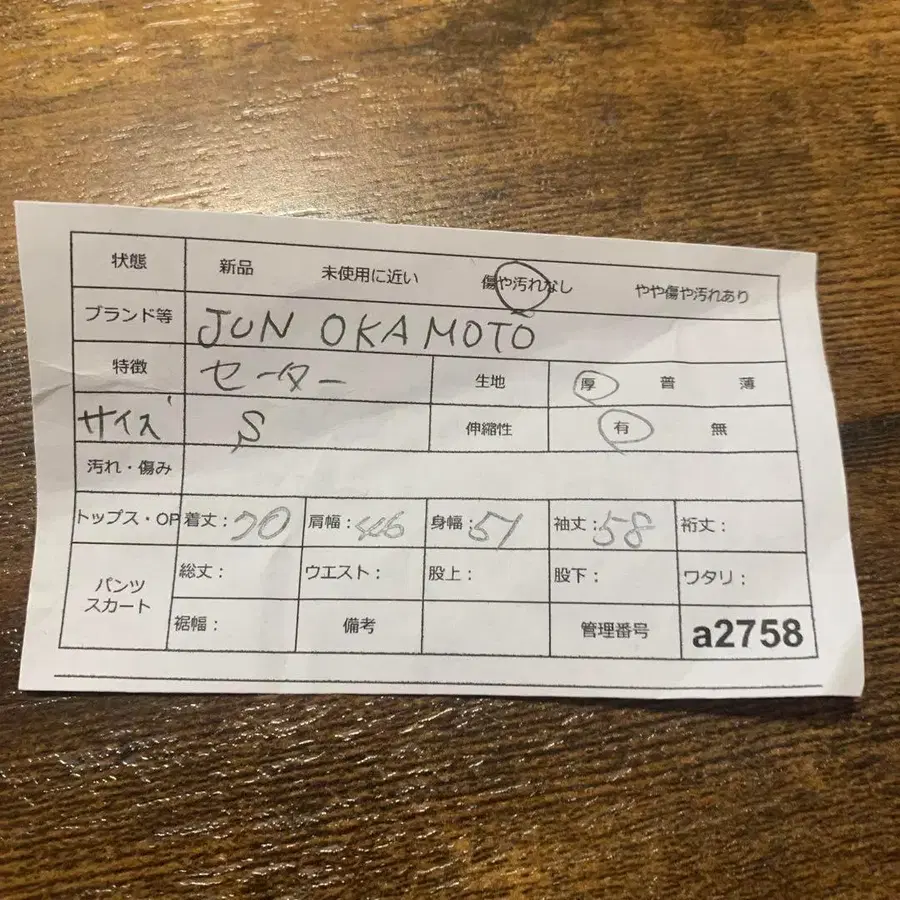 状態 新品 未使用に近い 傷や汚れなし やや傷や汚れあり
ブランド等 JUN OKAMOTO
特徴 セーター 生地 厚 普 薄
サイズ S 伸縮性 有 無
汚れ・傷み
トップス・OP 着丈：70 肩幅：46 身幅：51 袖丈：58 裄丈：
パンツ スカート 総丈： ウエスト： 股上： 股下： ワタリ：
裾幅： 備考 管理番号 a2758